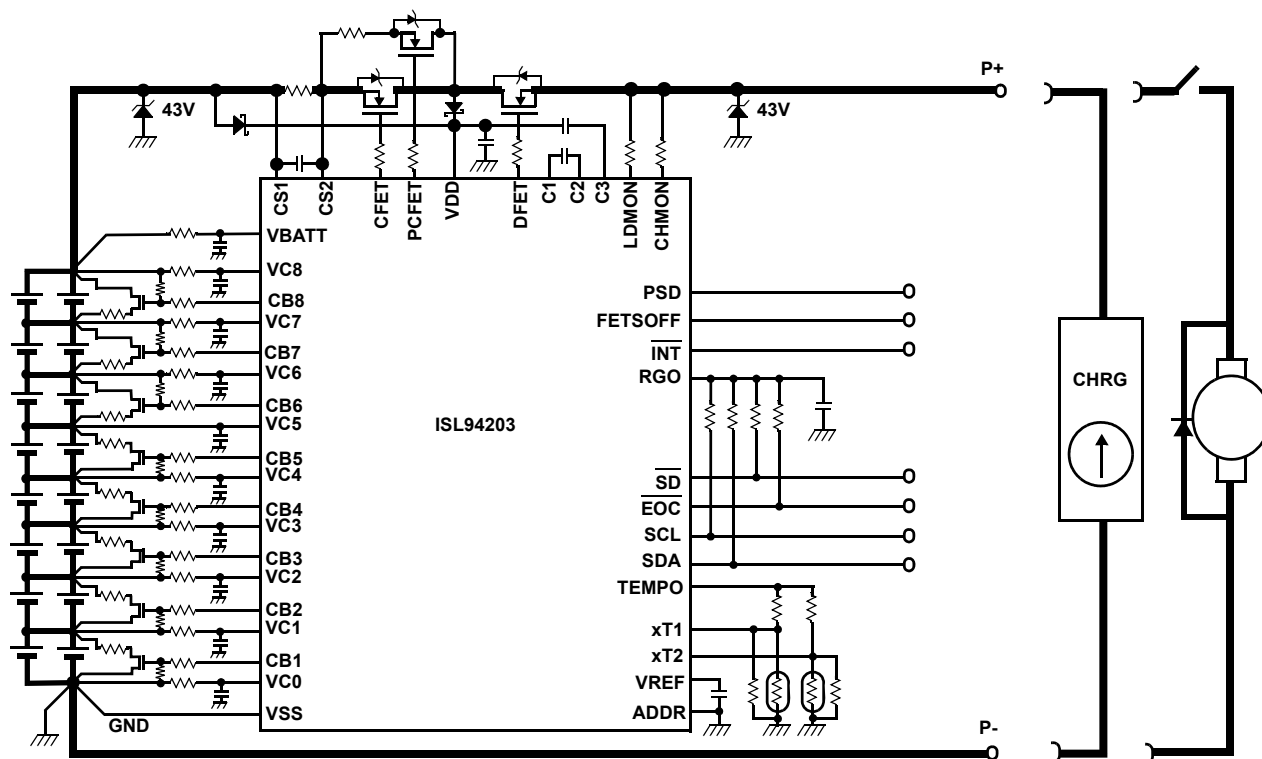 P+
43V
43V
CS1
CS2
CFET
PCFET
VDD
DFET
C1
C2
C3
LDMON
CHMON
VBATT
VC8
CB8
VC7
CB7
VC6
CB6
VC5
CB5
VC4
CB4
VC3
CB3
VC2
CB2
VC1
CB1
VC0
VSS
GND
ISL94203
PSD
FETSOFF
INT
RGO
SD
EOC
SCL
SDA
TEMPO
xT1
xT2
VREF
ADDR
CHRG
P-